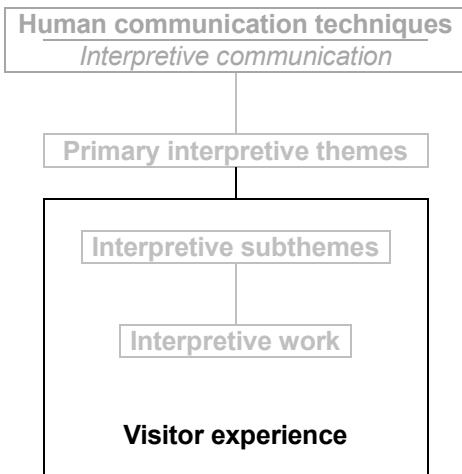 Human communication techniques
Interpretive communication
Primary interpretive themes
Interpretive subthemes
Interpretive work
Visitor experience